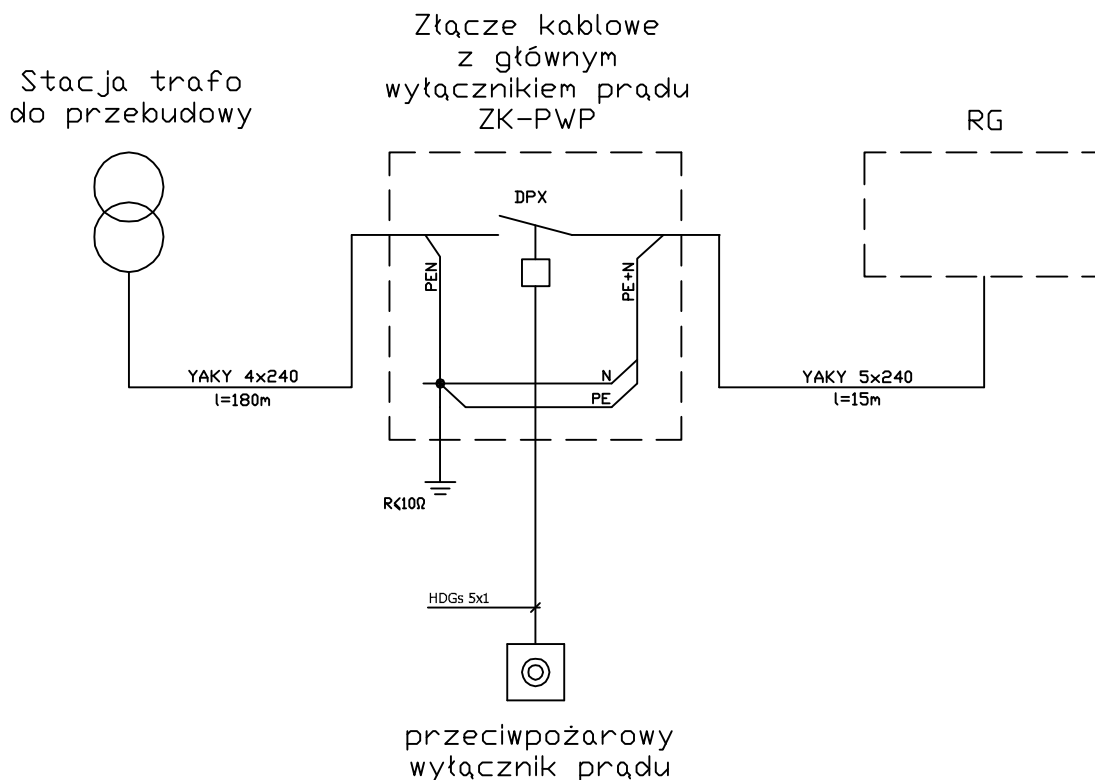 Złącze kablowe
z głównym
wyłącznikiem prądu
ZK-PWP
Stacja trafo
do przebudowy
RG
DPX
PEN
PE+N
YAKY 4x240
l=180m
N
PE
YAKY 5x240
l=15m
R⩽10Ω
HDGs 5x1
przeciwpożarowy
wyłącznik prądu